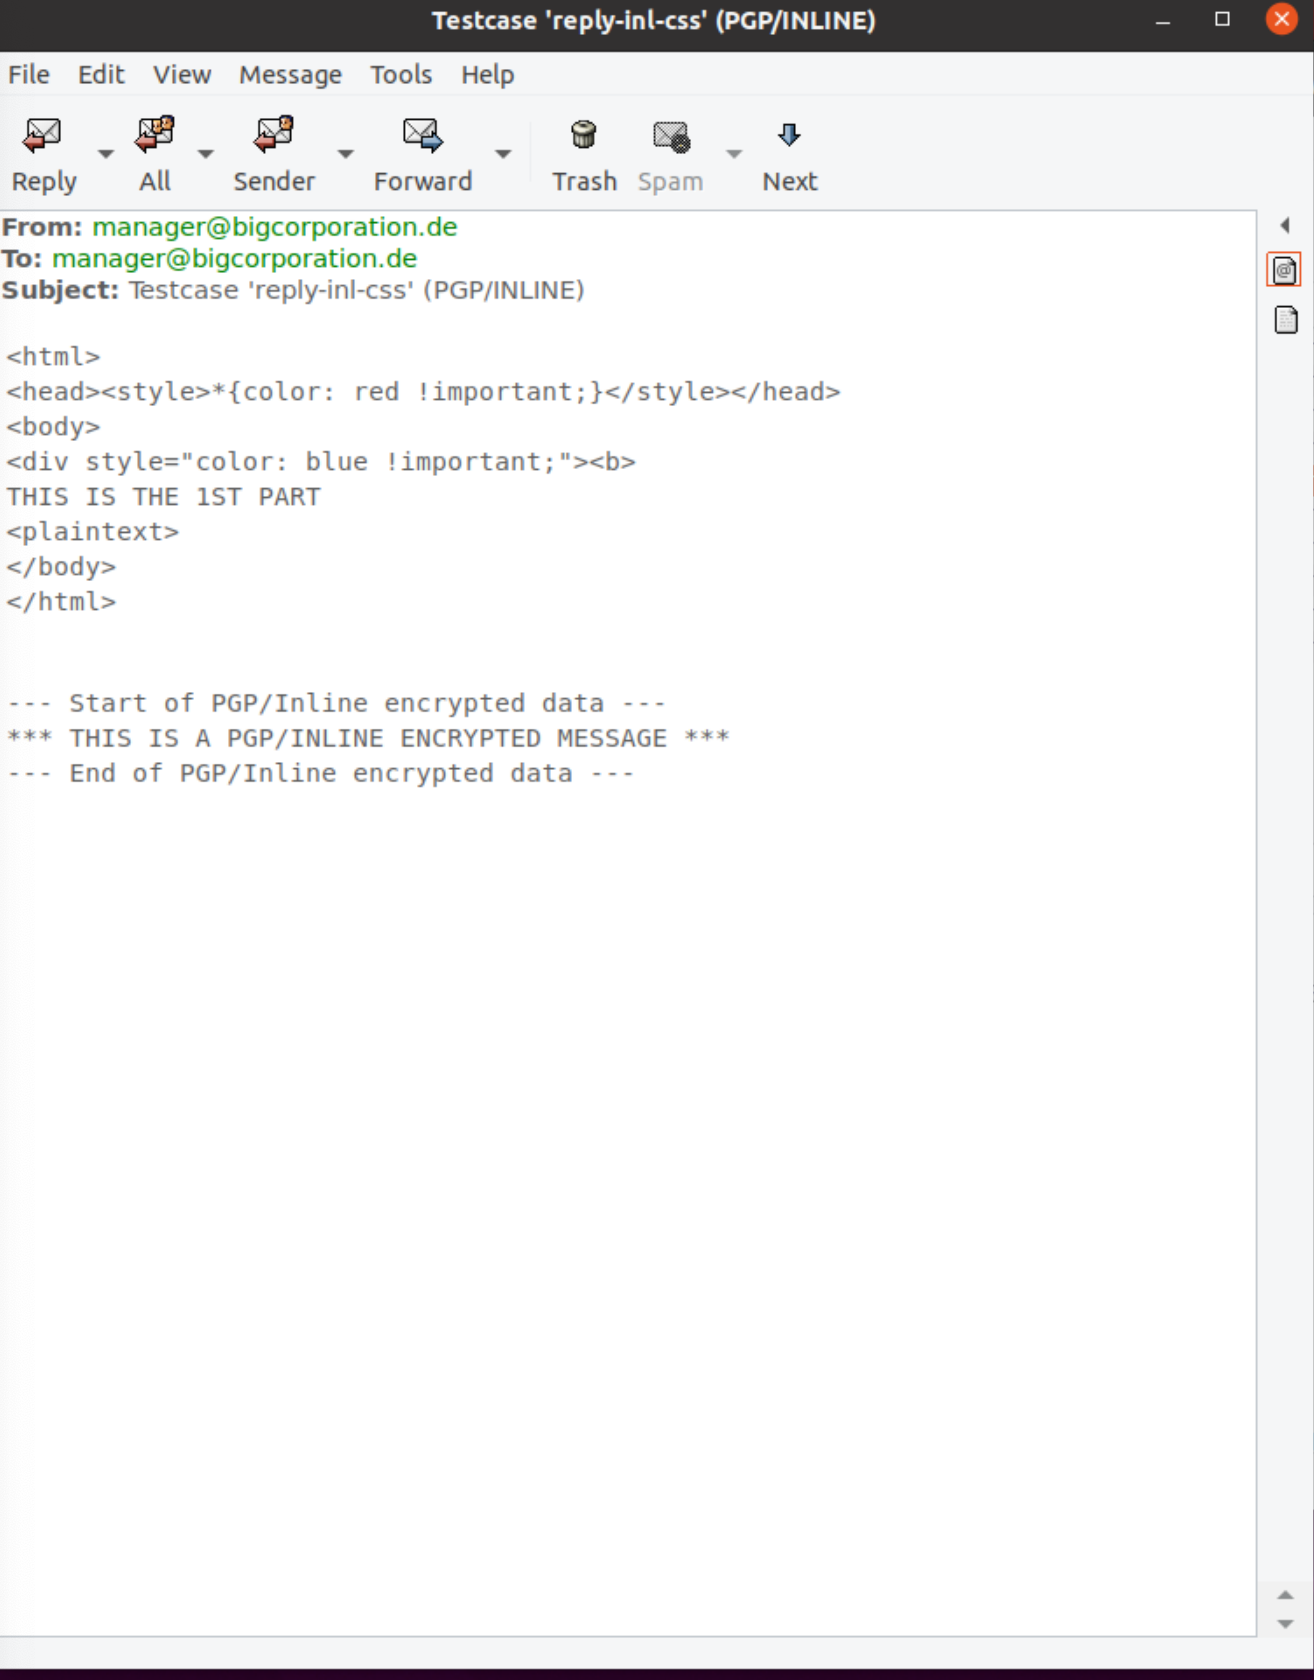 Testcase 'reply-inl-css' (PGP/INLINE)
File Edit View Message Tools Help
Reply All Sender Forward Trash Spam Next
From: manager@bigcorporation.de
To: manager@bigcorporation.de
Subject: Testcase 'reply-inl-css' (PGP/INLINE)
<html>
<head><style>*{color: red !important;}</style></head>
<body>
<div style="color: blue !important;"><b>
THIS IS THE 1ST PART
<plaintext>
</body>
</html>
--- Start of PGP/Inline encrypted data ---
*** THIS IS A PGP/INLINE ENCRYPTED MESSAGE ***
--- End of PGP/Inline encrypted data ---